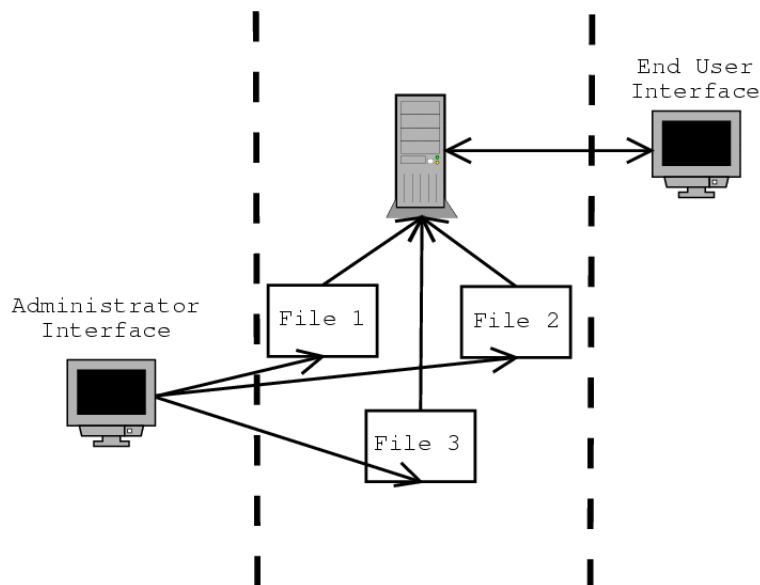 End User
Interface
Administrator
Interface
File 1
File 2
File 3